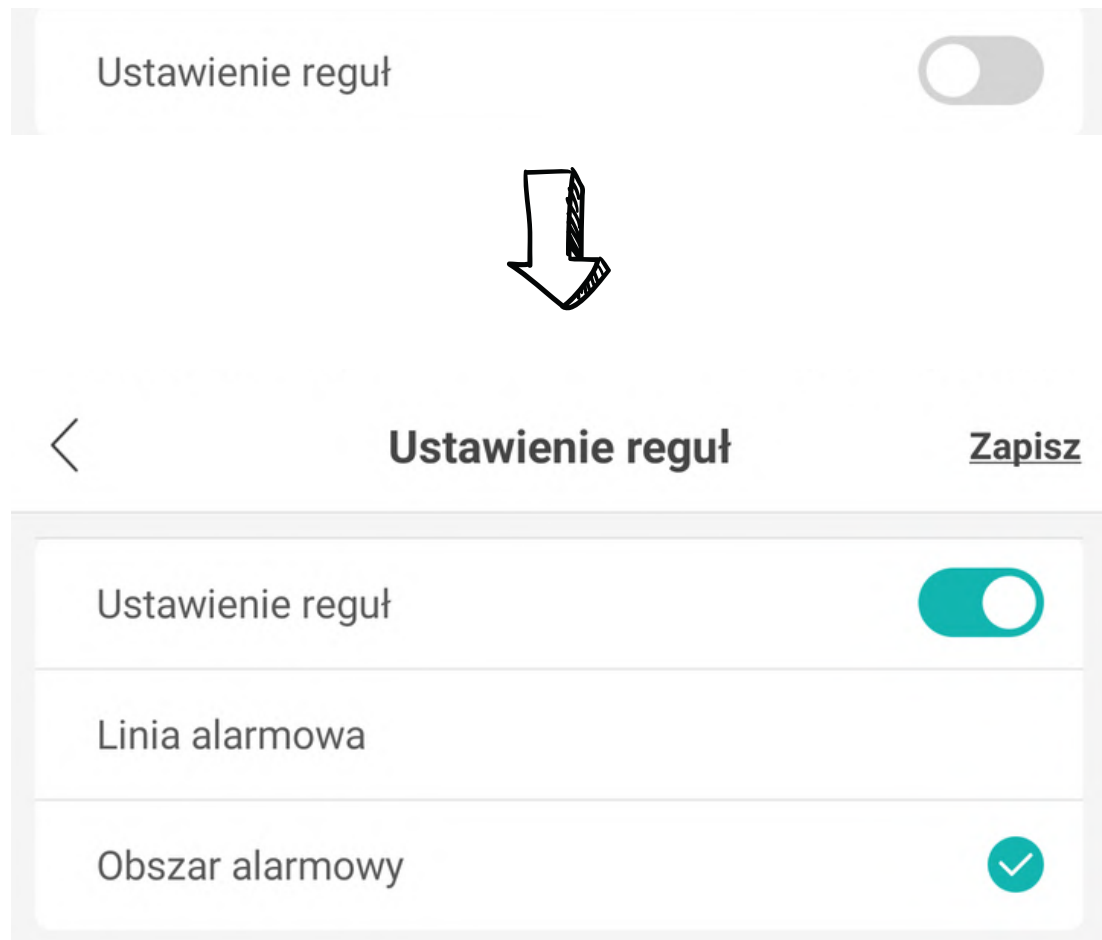 Ustawienie reguł
Ustawienie reguł
Zapisz
Ustawienie reguł
Linia alarmowa
Obszar alarmowy